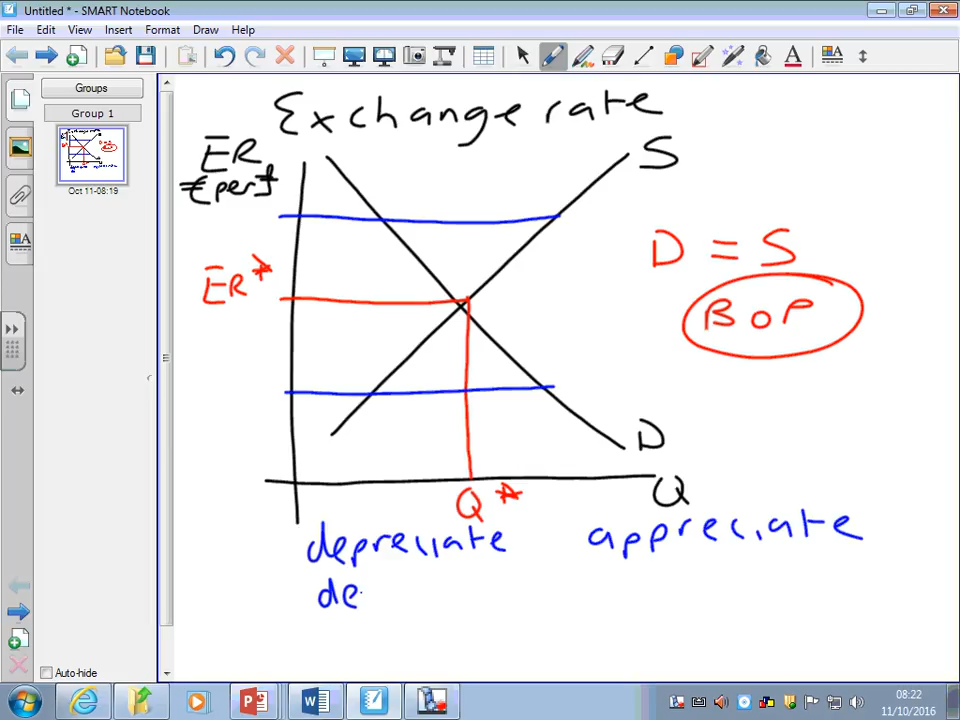 Untitled * - SMART Notebook
File Edit View Insert Format Draw Help
Groups
Group 1
Oct 11-08:19
Exchange rate
ER
€ per £
S
ER*
D = S
BOP
D
Q* Q
depreciate appreciate
de
Auto-hide
08:22
11/10/2016